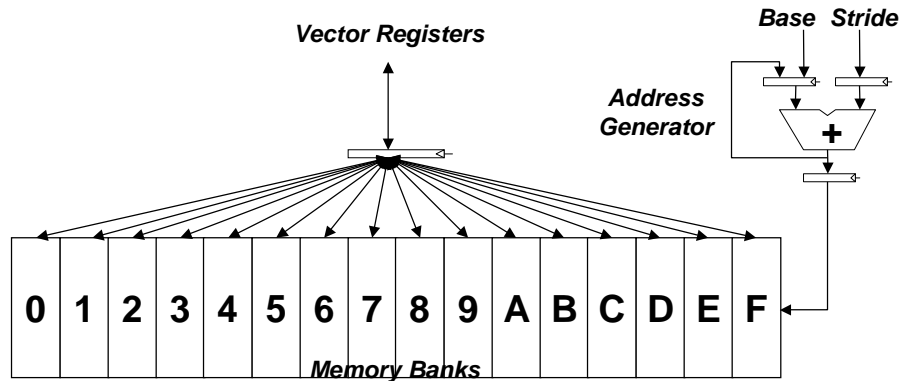 Base Stride
Vector Registers
Address
Generator
+
0 1 2 3 4 5 6 7 8 9 A B C D E F
Memory Banks